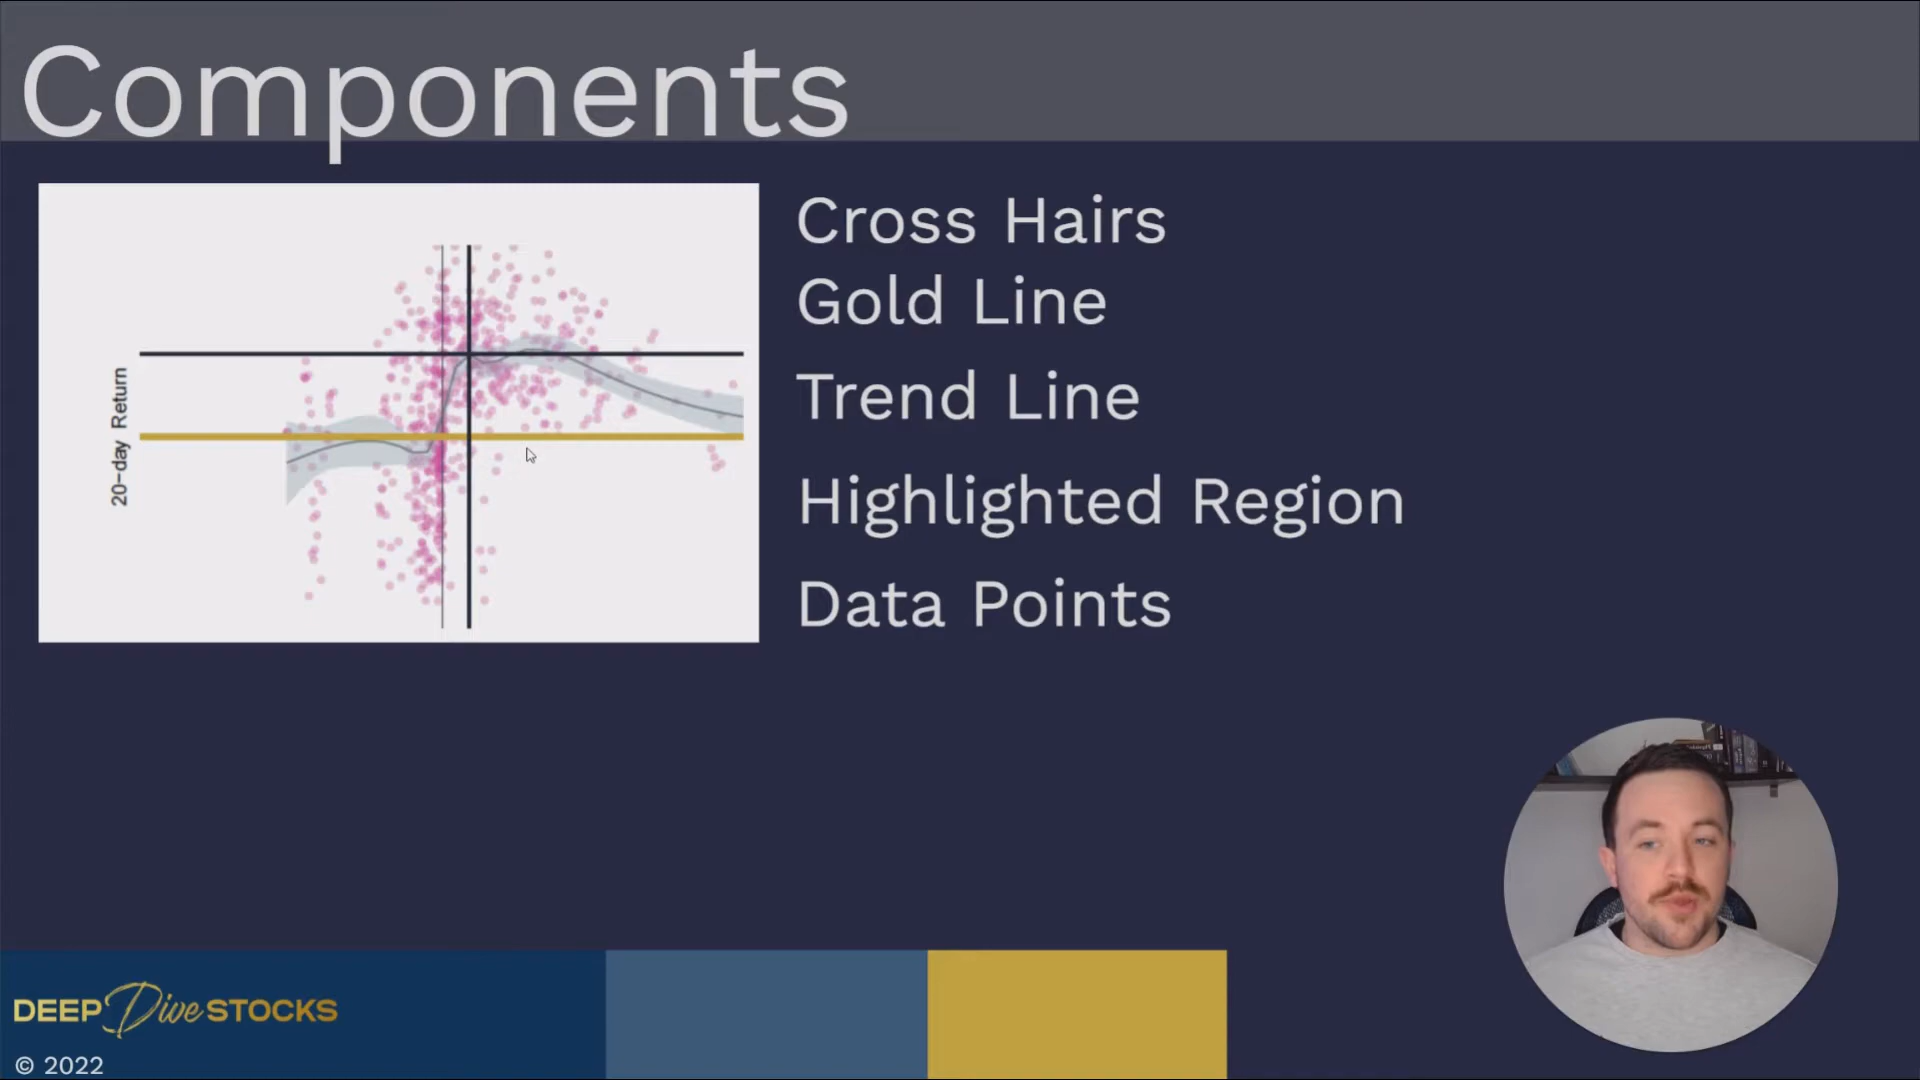 Components
20-day Return
Cross Hairs
Gold Line
Trend Line
Highlighted Region
Data Points
DEEP Dive STOCKS
© 2022